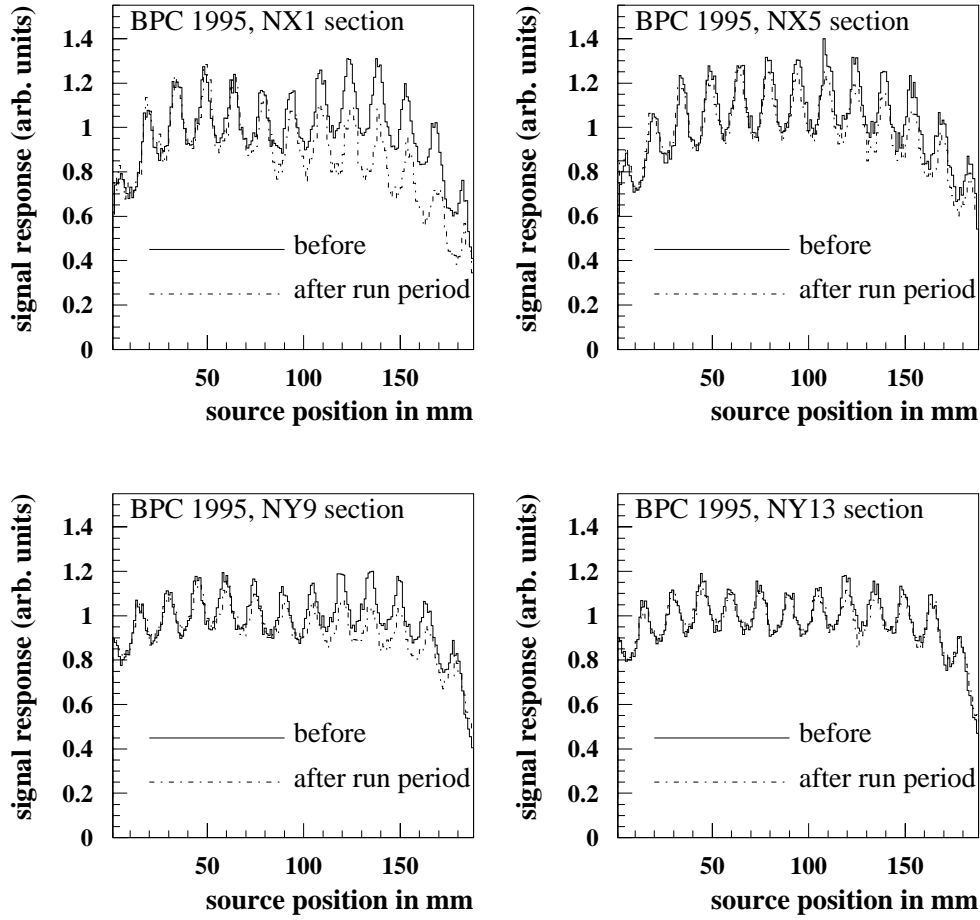 BPC 1995, NX1 section
signal response (arb. units)
1.4
1.2
1
0.8
0.6
0.4
0.2
0
before
after run period
50
100
150
source position in mm
BPC 1995, NX5 section
signal response (arb. units)
1.4
1.2
1
0.8
0.6
0.4
0.2
0
before
after run period
50
100
150
source position in mm
BPC 1995, NY9 section
signal response (arb. units)
1.4
1.2
1
0.8
0.6
0.4
0.2
0
before
after run period
50
100
150
source position in mm
BPC 1995, NY13 section
signal response (arb. units)
1.4
1.2
1
0.8
0.6
0.4
0.2
0
before
after run period
50
100
150
source position in mm